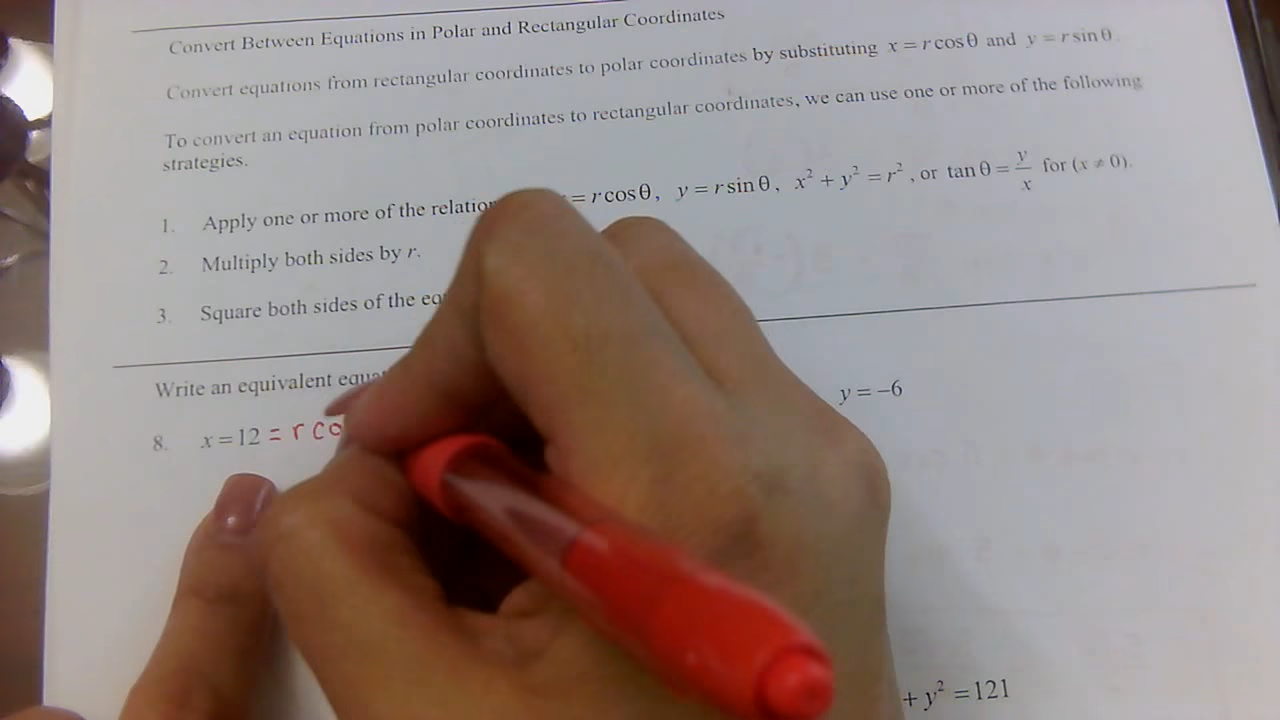 Convert Between Equations in Polar and Rectangular Coordinates
Convert equations from rectangular coordinates to polar coordinates by substituting x = r cos θ and y = r sin θ.
To convert an equation from polar coordinates to rectangular coordinates, we can use one or more of the following
strategies.
1. Apply one or more of the = r cos θ, y = r sin θ, x² + y² = r², or tan θ = y/x for (x ≠ 0).
2. Multiply both sides by r.
3. Square both sides of the
Write an equivalent
8. x = 12 = r co y = −6
+ y² = 121